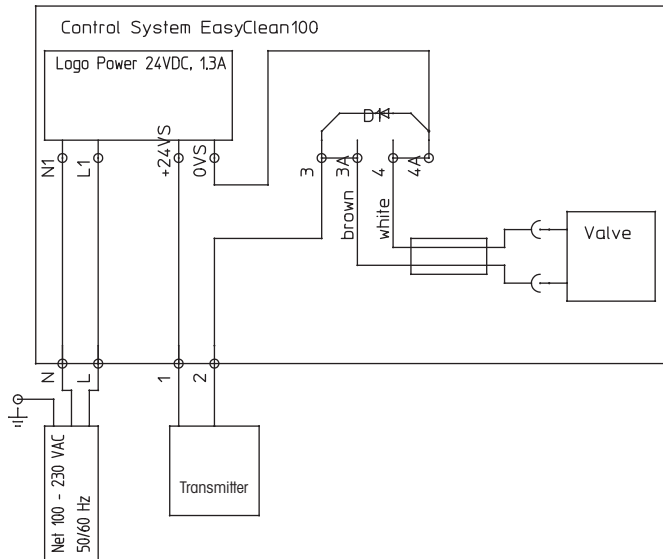 Control System EasyClean100
Logo Power 24VDC, 1.3A
N1
L1
+24VS
0VS
D1
3
3A
4
4A
brown
white
Valve
N
L
1
2
Net 100 - 230 VAC
50/60 Hz
Transmitter